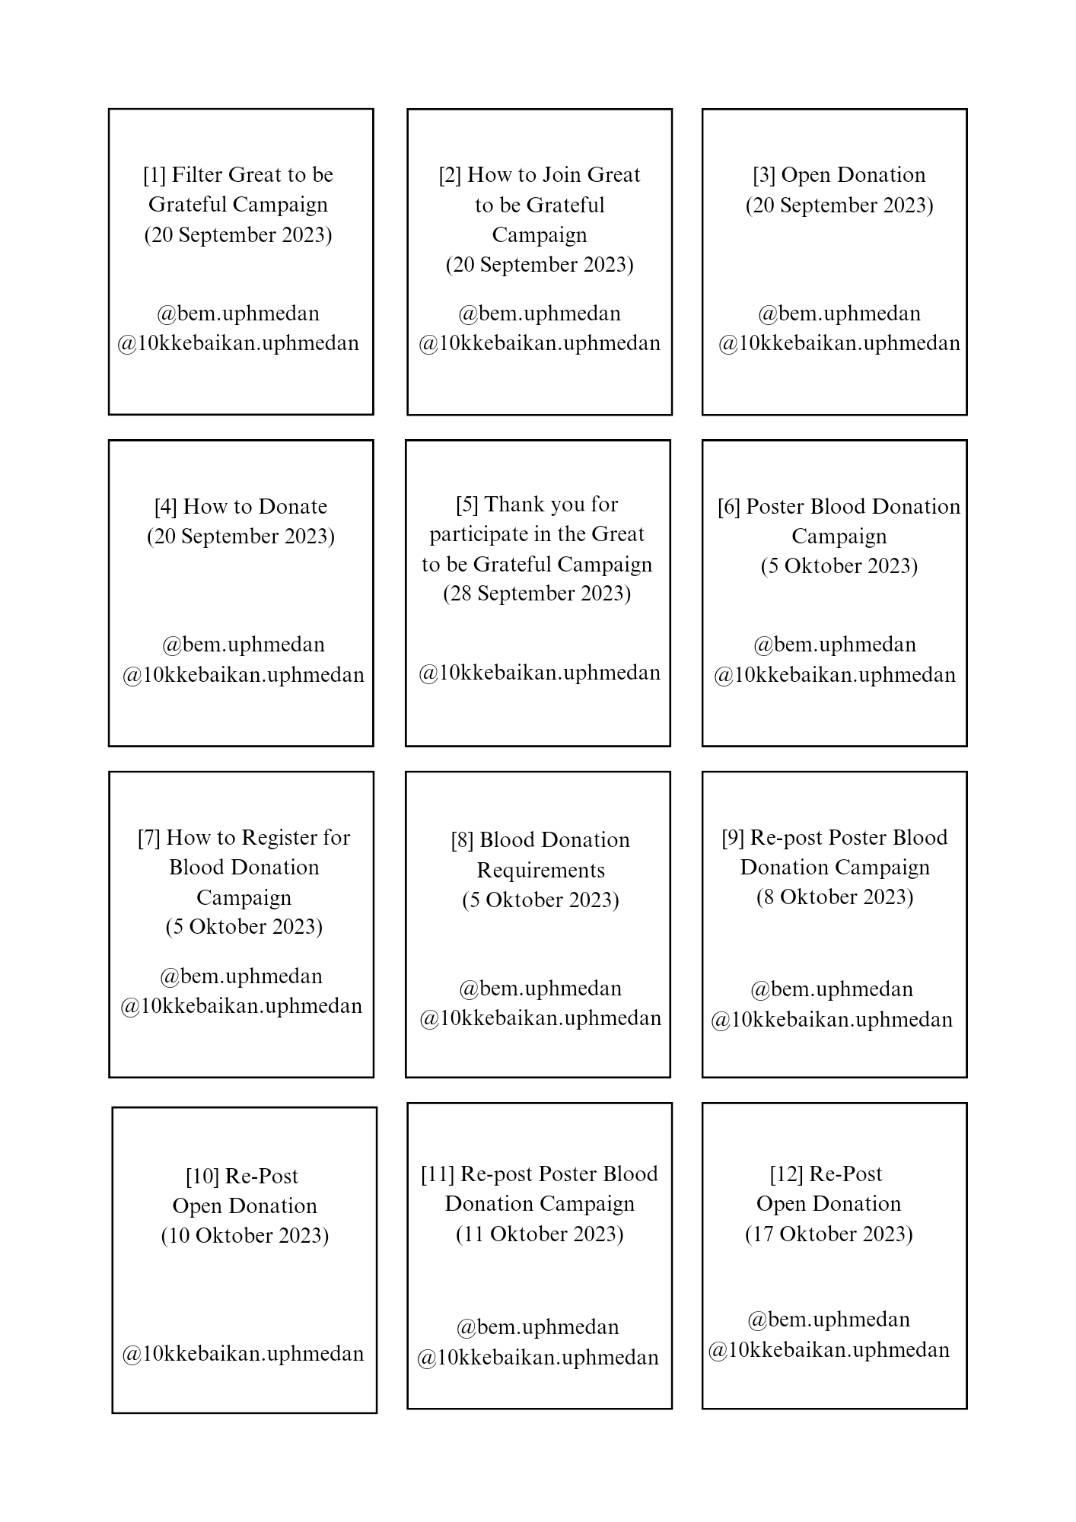 [1] Filter Great to be
Grateful Campaign
(20 September 2023)
@bem.uphmedan
@10kkebaikan.uphmedan
[2] How to Join Great
to be Grateful
Campaign
(20 September 2023)
@bem.uphmedan
@10kkebaikan.uphmedan
[3] Open Donation
(20 September 2023)
@bem.uphmedan
@10kkebaikan.uphmedan
[4] How to Donate
(20 September 2023)
@bem.uphmedan
@10kkebaikan.uphmedan
[5] Thank you for
participate in the Great
to be Grateful Campaign
(28 September 2023)
@10kkebaikan.uphmedan
[6] Poster Blood Donation
Campaign
(5 Oktober 2023)
@bem.uphmedan
@10kkebaikan.uphmedan
[7] How to Register for
Blood Donation
Campaign
(5 Oktober 2023)
@bem.uphmedan
@10kkebaikan.uphmedan
[8] Blood Donation
Requirements
(5 Oktober 2023)
@bem.uphmedan
@10kkebaikan.uphmedan
[9] Re-post Poster Blood
Donation Campaign
(8 Oktober 2023)
@bem.uphmedan
@10kkebaikan.uphmedan
[10] Re-Post
Open Donation
(10 Oktober 2023)
@10kkebaikan.uphmedan
[11] Re-post Poster Blood
Donation Campaign
(11 Oktober 2023)
@bem.uphmedan
@10kkebaikan.uphmedan
[12] Re-Post
Open Donation
(17 Oktober 2023)
@bem.uphmedan
@10kkebaikan.uphmedan